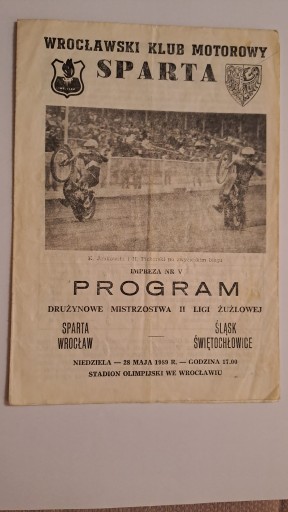 WROCŁAWSKI KLUB MOTOROWY
SPARTA
IMPREZA NR V
PROGRAM
DRUŻYNOWE MISTRZOSTWA II LIGI ŻUŻLOWEJ
SPARTA
WROCŁAW
—
ŚLĄSK
ŚWIĘTOCHŁOWICE
NIEDZIELA — 28 MAJA 1989 R. — GODZINA 17.00
STADION OLIMPIJSKI WE WROCŁAWIU